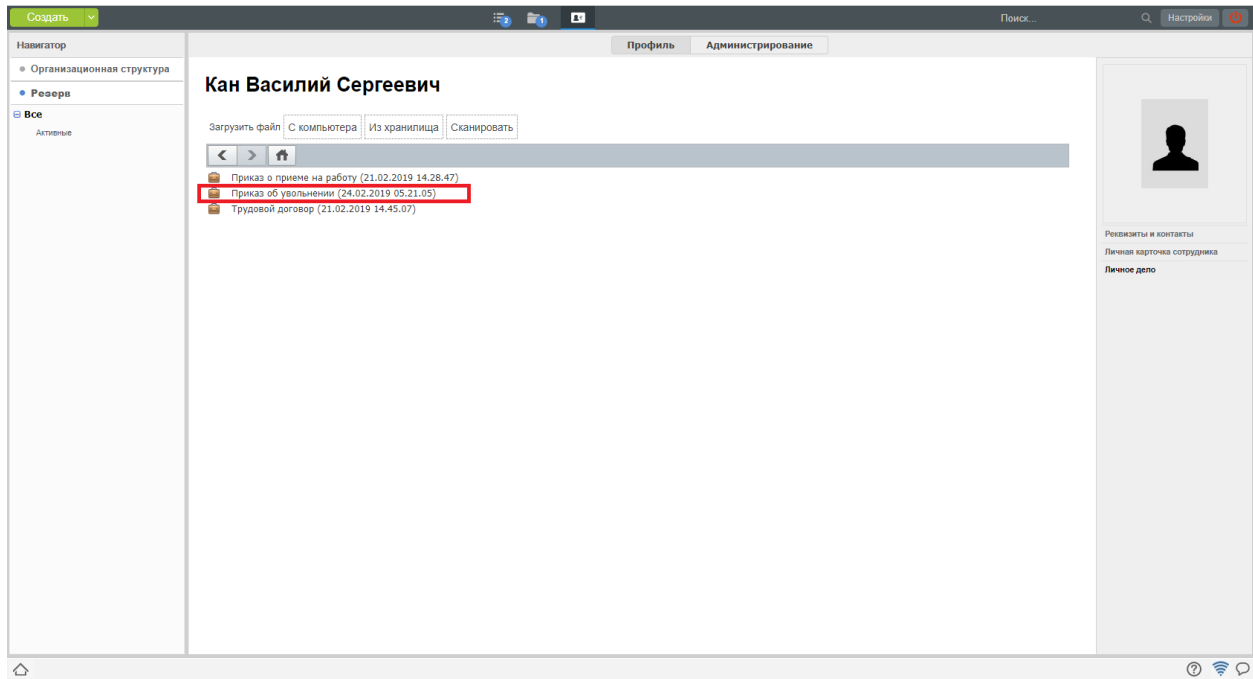 Создать
2
1
Поиск...
Настройки
Навигатор
Профиль
Администрирование
Организационная структура
Резерв
Все
Активные
Кан Василий Сергеевич
Загрузить файл
С компьютера
Из хранилища
Сканировать
Приказ о приеме на работу (21.02.2019 14.28.47)
Приказ об увольнении (24.02.2019 05.21.05)
Трудовой договор (21.02.2019 14.45.07)
Реквизиты и контакты
Личная карточка сотрудника
Личное дело